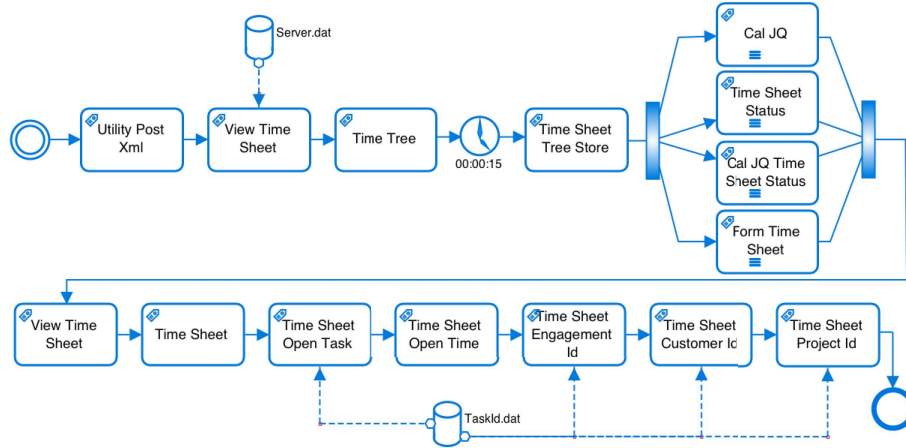 Server.dat
Utility Post
Xml
View Time
Sheet
Time Tree
00:00:15
Time Sheet
Tree Store
Cal JQ
Time Sheet
Status
Cal JQ Time
Sheet Status
Form Time
Sheet
View Time
Sheet
Time Sheet
Time Sheet
Open Task
Time Sheet
Open Time
Time Sheet
Engagement
Id
Time Sheet
Customer Id
Time Sheet
Project Id
TaskId.dat